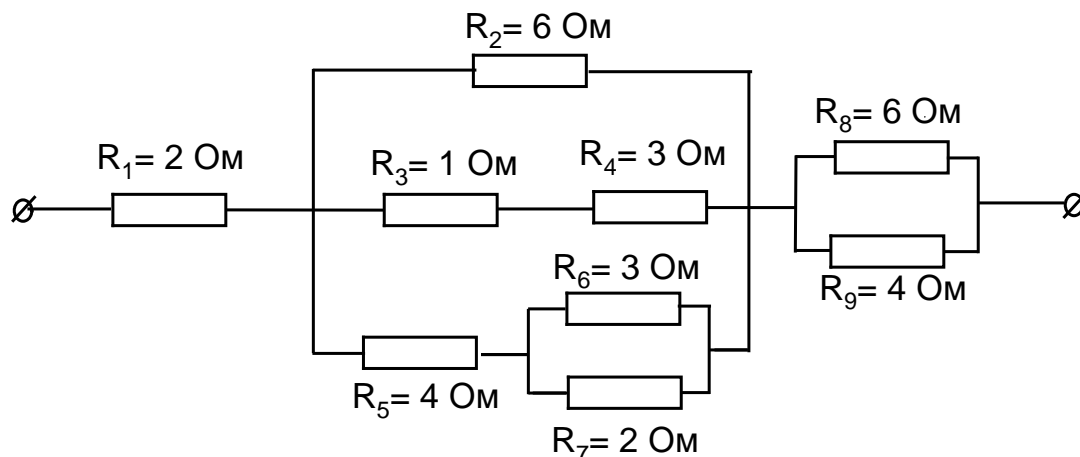 R₂= 6 Ом
R₁= 2 Ом
R₃= 1 Ом
R₄= 3 Ом
R₈= 6 Ом
R₆= 3 Ом
R₉= 4 Ом
R₅= 4 Ом
R₇= 2 Ом